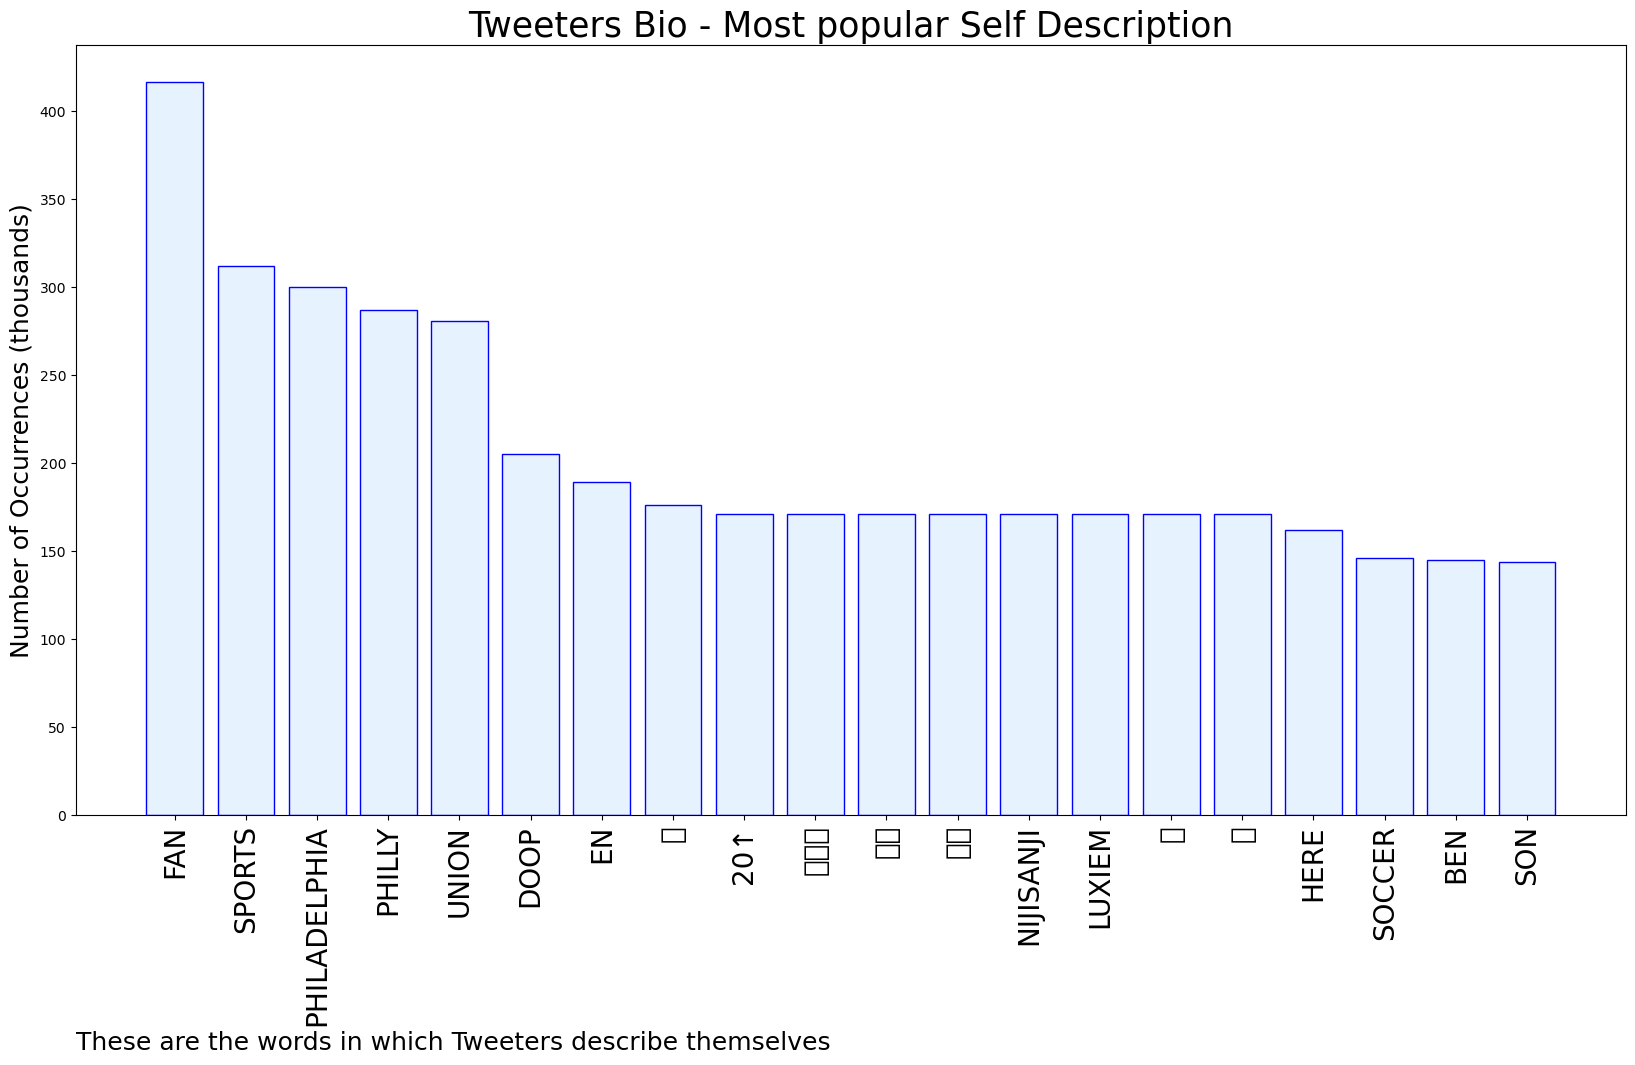 Tweeters Bio - Most popular Self Description
Number of Occurrences (thousands)
400
350
300
250
200
150
100
50
0
FAN
SPORTS
PHILADELPHIA
PHILLY
UNION
DOOP
EN
20↑
NIJISANJI
LUXIEM
HERE
SOCCER
BEN
SON
These are the words in which Tweeters describe themselves